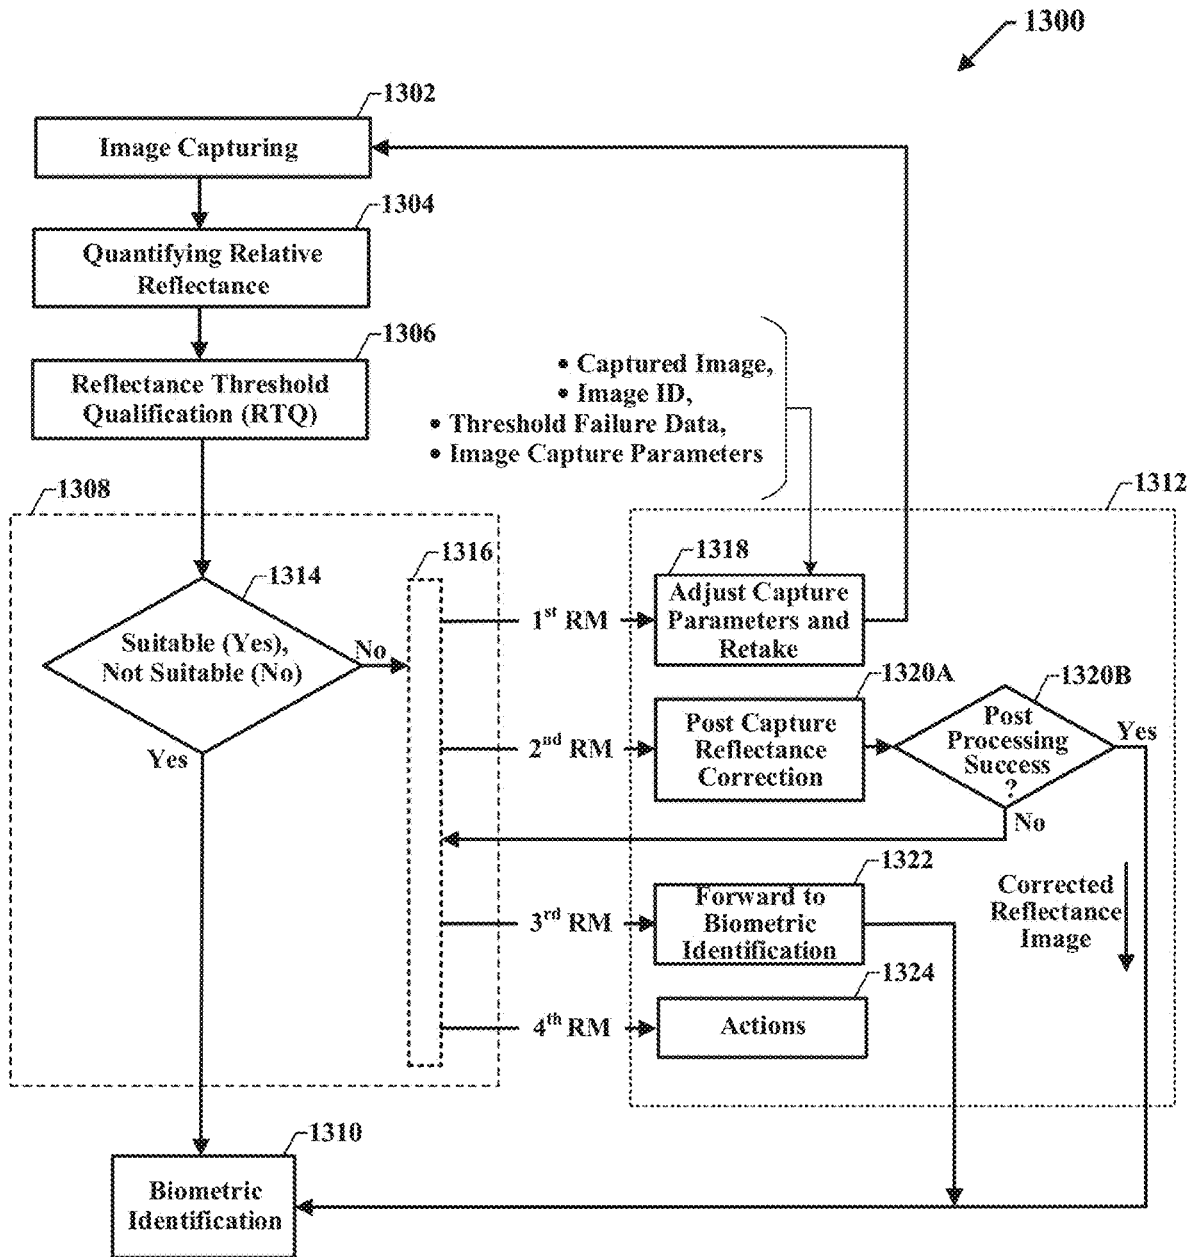 1300
1302
Image Capturing
1304
Quantifying Relative
Reflectance
1306
Reflectance Threshold
Qualification (RTQ)
• Captured Image,
• Image ID,
• Threshold Failure Data,
• Image Capture Parameters
1308
1312
1314
Suitable (Yes),
Not Suitable (No)
No
Yes
1316
1st RM
1318
Adjust Capture
Parameters and
Retake
2nd RM
1320A
Post Capture
Reflectance
Correction
1320B
Post
Processing
Success
?
Yes
No
3rd RM
1322
Forward to
Biometric
Identification
Corrected
Reflectance
Image
4th RM
1324
Actions
1310
Biometric
Identification